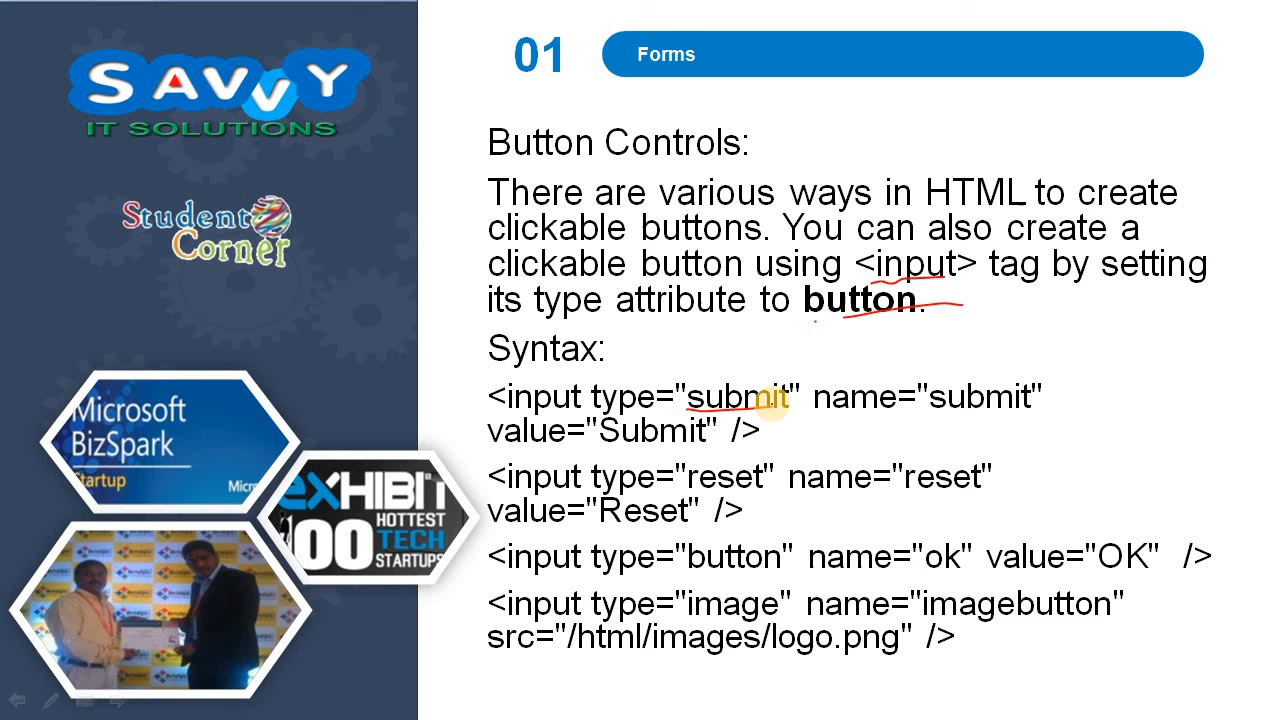 SAVVY
IT SOLUTIONS
Student
Corner
Microsoft
BizSpark
Startup
Micro
eXHIBIT
100
HOTTEST
TECH
STARTUPS
01
Forms
Button Controls:
There are various ways in HTML to create
clickable buttons. You can also create a
clickable button using <input> tag by setting
its type attribute to button.
Syntax:
<input type="submit" name="submit"
value="Submit" />
<input type="reset" name="reset"
value="Reset" />
<input type="button" name="ok" value="OK" />
<input type="image" name="imagebutton"
src="/html/images/logo.png" />